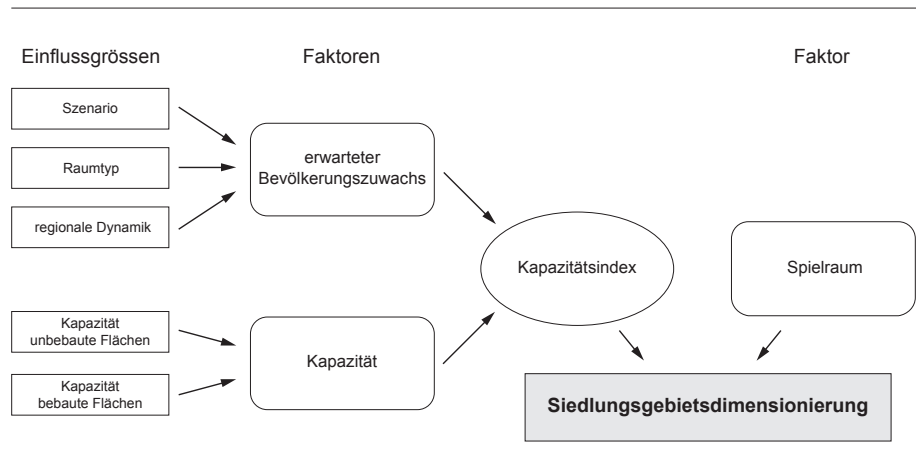 Einflussgrössen
Faktoren
Faktor
Szenario
Raumtyp
regionale Dynamik
erwarteter
Bevölkerungszuwachs
Kapazitätsindex
Spielraum
Kapazität
unbebaute Flächen
Kapazität
bebaute Flächen
Kapazität
Siedlungsgebietsdimensionierung